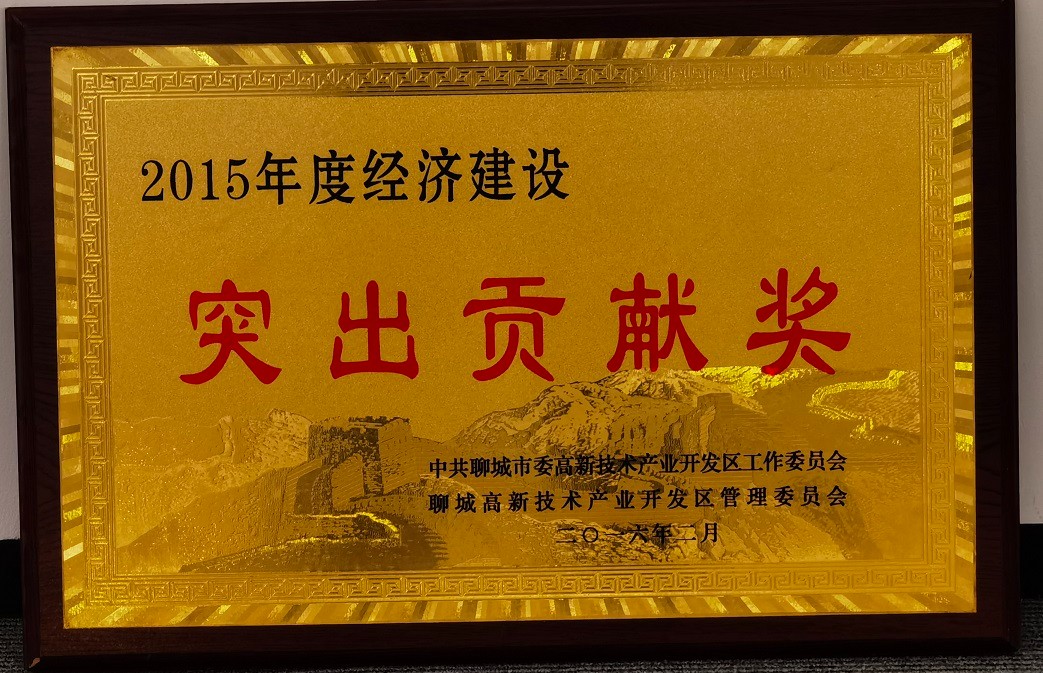 2015年度经济建设
突出贡献奖
中共聊城市委高新技术产业开发区工作委员会
聊城高新技术产业开发区管理委员会
二〇一六年二月